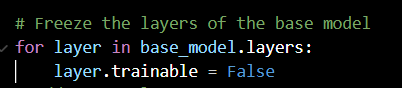 # Freeze the layers of the base model
for layer in base_model.layers:
    layer.trainable = False